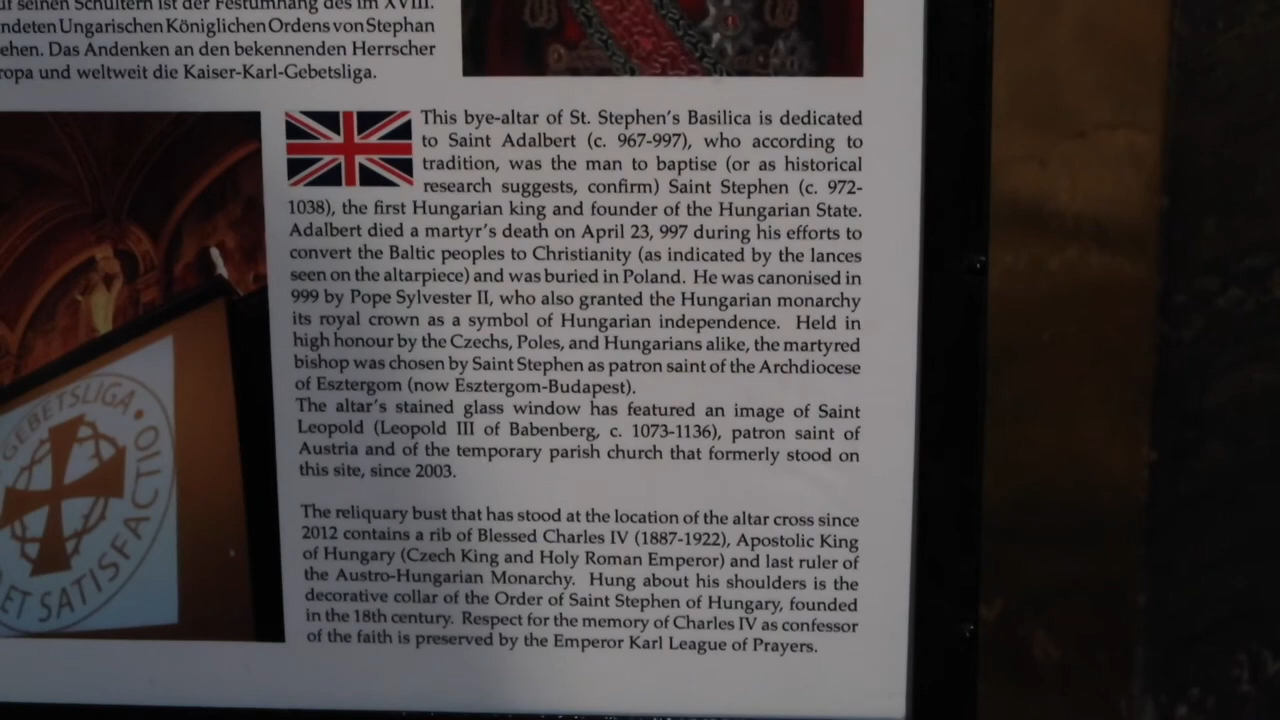 uf seinen Schultern ist der Festumhang des im XVIII.
ndeten Ungarischen Königlichen Ordens von Stephan
ehen. Das Andenken an den bekennenden Herrscher
ropa und weltweit die Kaiser-Karl-Gebetsliga.
This bye-altar of St. Stephen's Basilica is dedicated
to Saint Adalbert (c. 967-997), who according to
tradition, was the man to baptise (or as historical
research suggests, confirm) Saint Stephen (c. 972-
1038), the first Hungarian king and founder of the Hungarian State.
Adalbert died a martyr's death on April 23, 997 during his efforts to
convert the Baltic peoples to Christianity (as indicated by the lances
seen on the altarpiece) and was buried in Poland. He was canonised in
999 by Pope Sylvester II, who also granted the Hungarian monarchy
its royal crown as a symbol of Hungarian independence. Held in
high honour by the Czechs, Poles, and Hungarians alike, the martyred
bishop was chosen by Saint Stephen as patron saint of the Archdiocese
of Esztergom (now Esztergom-Budapest).
The altar's stained glass window has featured an image of Saint
Leopold (Leopold III of Babenberg, c. 1073-1136), patron saint of
Austria and of the temporary parish church that formerly stood on
this site, since 2003.
The reliquary bust that has stood at the location of the altar cross since
2012 contains a rib of Blessed Charles IV (1887-1922), Apostolic King
of Hungary (Czech King and Holy Roman Emperor) and last ruler of
the Austro-Hungarian Monarchy. Hung about his shoulders is the
decorative collar of the Order of Saint Stephen of Hungary, founded
in the 18th century. Respect for the memory of Charles IV as confessor
of the faith is preserved by the Emperor Karl League of Prayers.
GEBETSLIGA •
ET SATISFACTIO